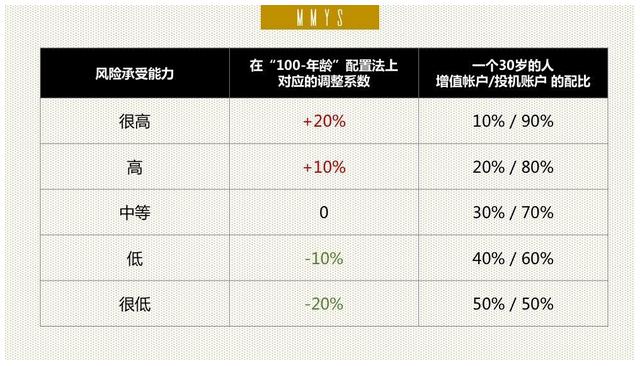 MMYS
风险承受能力
在“100-年龄”配置法上
对应的调整系数
一个30岁的人
增值帐户/投机账户 的配比
很高
+20%
10% / 90%
高
+10%
20% / 80%
中等
0
30% / 70%
低
-10%
40% / 60%
很低
-20%
50% / 50%